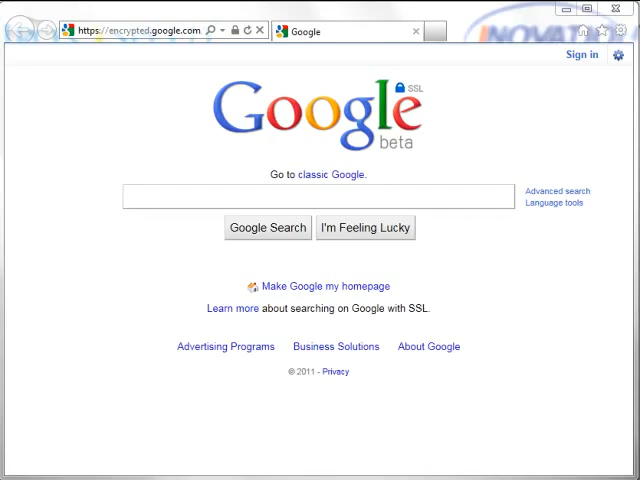 https://encrypted.google.com
Google
INOVATIO
Sign in
Google SSL
beta
Go to classic Google.
Advanced search
Language tools
Google Search
I'm Feeling Lucky
Make Google my homepage
Learn more about searching on Google with SSL.
Advertising Programs
Business Solutions
About Google
© 2011 - Privacy